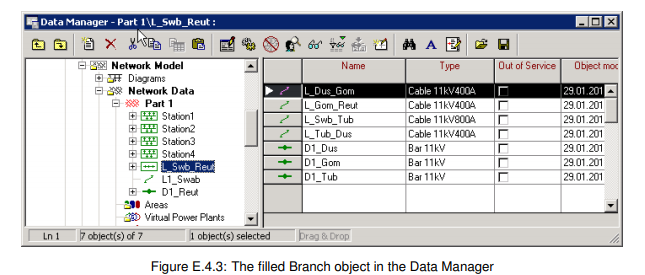 Data Manager - Part 1\L_Swb_Reut :
Network Model
Diagrams
Network Data
Part 1
Station1
Station2
Station3
Station4
L_Swb_Reut
L1_Swab
D1_Reut
Areas
Virtual Power Plants
Name Type Out of Service Object moc
L_Dus_Gom Cable 11kV400A 29.01.201
L_Gom_Reut Cable 11kV400A 29.01.201
L_Swb_Tub Cable 11kV800A 29.01.201
L_Tub_Dus Cable 11kV400A 29.01.201
D1_Dus Bar 11kV 29.01.201
D1_Gom Bar 11kV 29.01.201
D1_Tub Bar 11kV 29.01.201
Ln 1 7 object(s) of 7 1 object(s) selected Drag & Drop
Figure E.4.3: The filled Branch object in the Data Manager